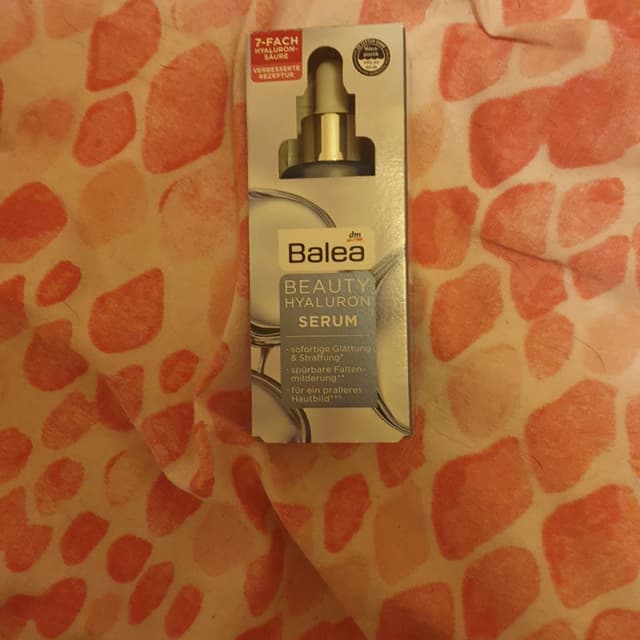 7-FACH
HYALURON-
SÄURE
VERBESSERTE
REZEPTUR
dm
Balea
BEAUTY
HYALURON
SERUM
· sofortige Glättung
& Straffung*
· spürbare Falten-
milderung**
· für ein pralleres
Hautbild***